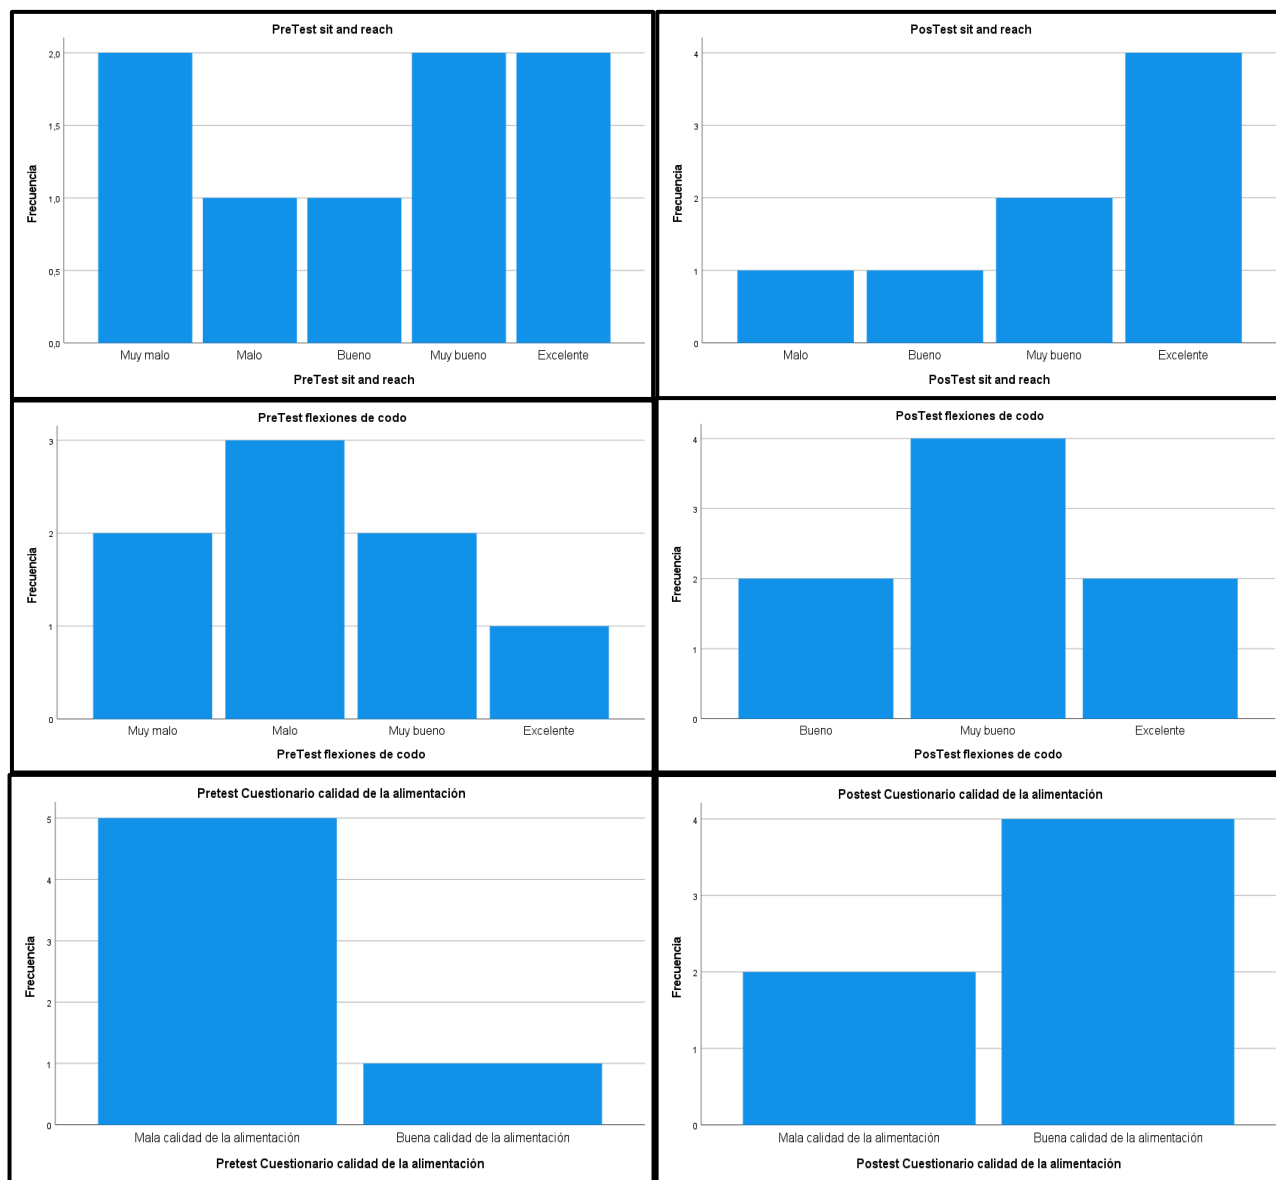 PreTest sit and reach
Frecuencia
2,0
1,5
1,0
0,5
0,0
Muy malo Malo Bueno Muy bueno Excelente
PreTest sit and reach
PosTest sit and reach
Frecuencia
4
3
2
1
0
Malo Bueno Muy bueno Excelente
PosTest sit and reach
PreTest flexiones de codo
Frecuencia
3
2
1
0
Muy malo Malo Muy bueno Excelente
PreTest flexiones de codo
PosTest flexiones de codo
Frecuencia
4
3
2
1
0
Bueno Muy bueno Excelente
PosTest flexiones de codo
Pretest Cuestionario calidad de la alimentación
Frecuencia
5
4
3
2
1
0
Mala calidad de la alimentación Buena calidad de la alimentación
Pretest Cuestionario calidad de la alimentación
Postest Cuestionario calidad de la alimentación
Frecuencia
4
3
2
1
0
Mala calidad de la alimentación Buena calidad de la alimentación
Postest Cuestionario calidad de la alimentación